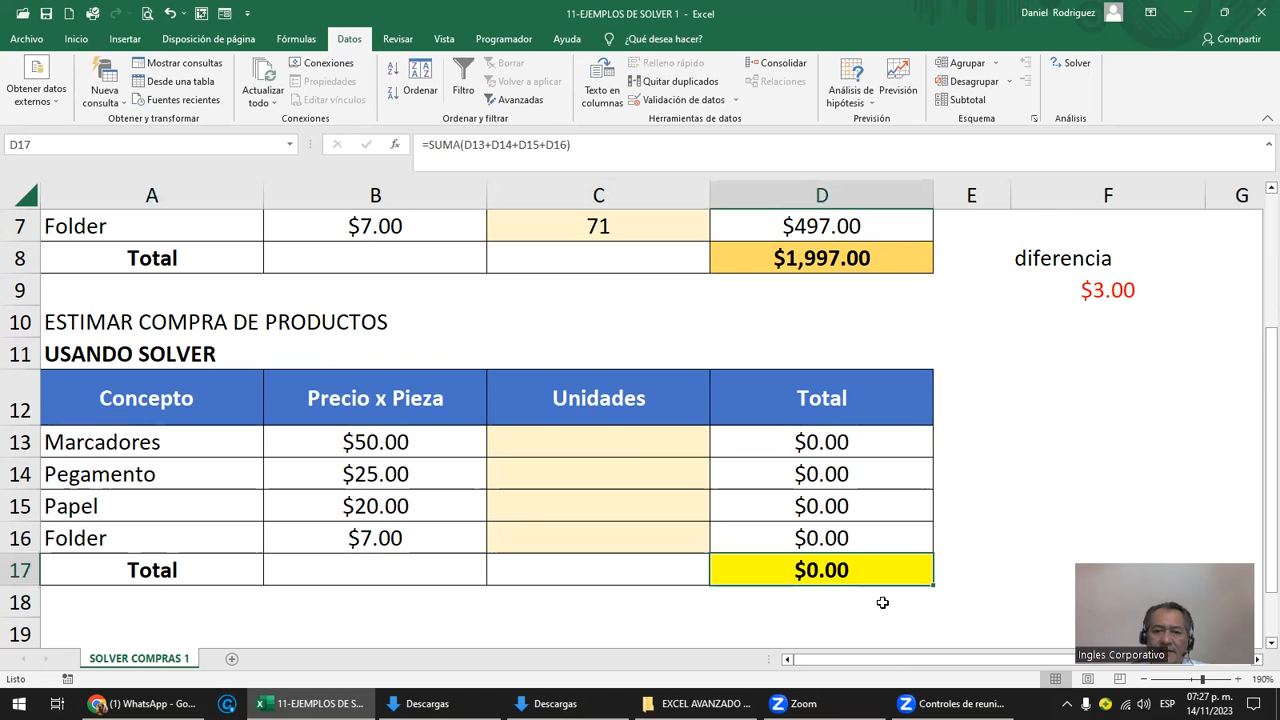 11-EJEMPLOS DE SOLVER 1 - Excel
Daniel Rodriguez
Archivo Inicio Insertar Disposición de página Fórmulas Datos Revisar Vista Programador Ayuda ¿Qué desea hacer? Compartir
Obtener datos externos
Nueva consulta
Mostrar consultas
Desde una tabla
Fuentes recientes
Obtener y transformar
Actualizar todo
Conexiones
Propiedades
Editar vínculos
Conexiones
Ordenar
Filtro
Borrar
Volver a aplicar
Avanzadas
Ordenar y filtrar
Texto en columnas
Relleno rápido
Quitar duplicados
Validación de datos
Consolidar
Relaciones
Herramientas de datos
Análisis de hipótesis
Previsión
Previsión
Agrupar
Desagrupar
Subtotal
Esquema
Solver
Análisis
D17 fx =SUMA(D13+D14+D15+D16)
A B C D E F G
7 Folder $7.00 71 $497.00
8 Total $1,997.00 diferencia
9 $3.00
10 ESTIMAR COMPRA DE PRODUCTOS
11 USANDO SOLVER
12 Concepto Precio x Pieza Unidades Total
13 Marcadores $50.00 $0.00
14 Pegamento $25.00 $0.00
15 Papel $20.00 $0.00
16 Folder $7.00 $0.00
17 Total $0.00
18
19
Ingles Corporativo
SOLVER COMPRAS 1
Listo 190%
(1) WhatsApp - Go... 11-EJEMPLOS DE S... Descargas Descargas EXCEL AVANZADO ... Zoom Controles de reuni... ESP 07:27 p. m.
14/11/2023